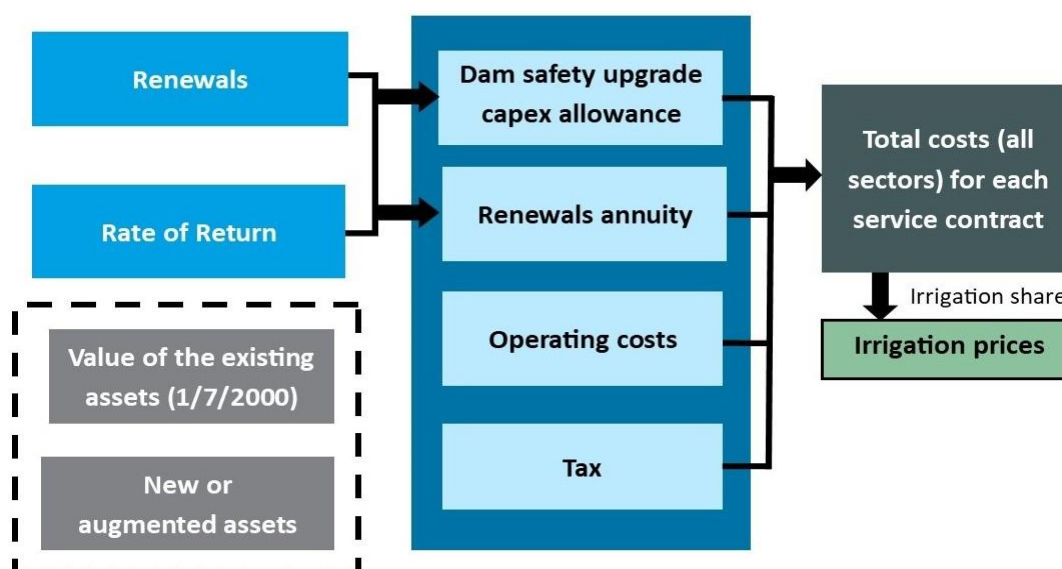 Renewals
Rate of Return
Value of the existing
assets (1/7/2000)
New or
augmented assets
Dam safety upgrade
capex allowance
Renewals annuity
Operating costs
Tax
Total costs (all
sectors) for each
service contract
Irrigation share
Irrigation prices